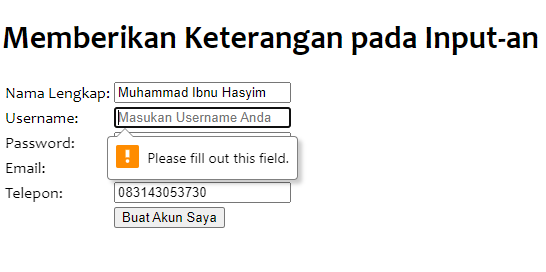 Memberikan Keterangan pada Input-an
Nama Lengkap: Muhammad Ibnu Hasyim
Username: Masukan Username Anda
Password:
Please fill out this field.
Email:
Telepon: 083143053730
Buat Akun Saya